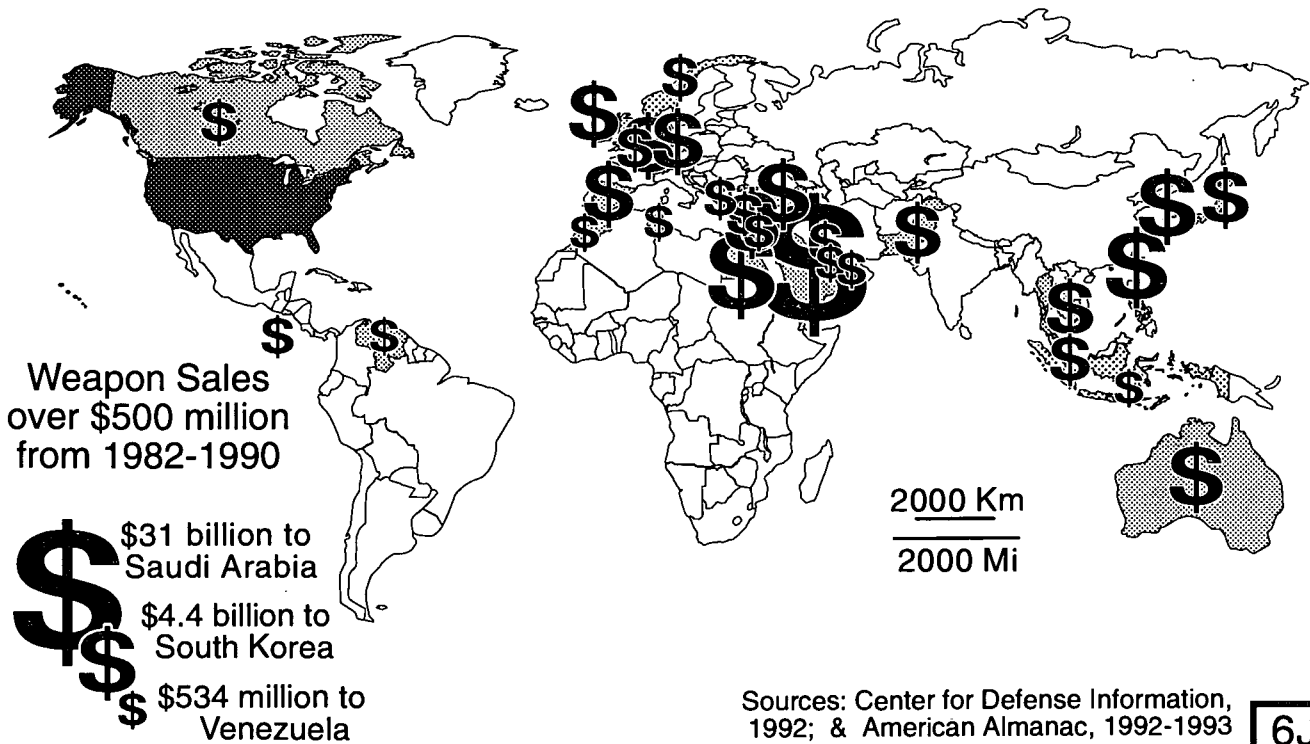 Weapon Sales
over $500 million
from 1982-1990
$31 billion to
Saudi Arabia
$4.4 billion to
South Korea
$534 million to
Venezuela
2000 Km
2000 Mi
Sources: Center for Defense Information,
1992; & American Almanac, 1992-1993